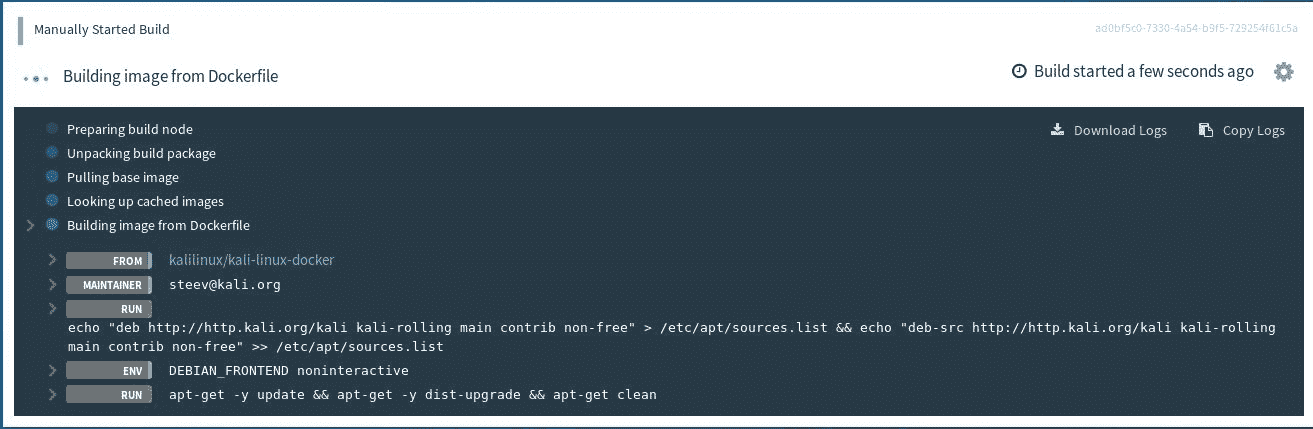 Manually Started Build
ad0bf5c0-7330-4a54-b9f5-729254f61c5a
Building image from Dockerfile
Build started a few seconds ago
Preparing build node
Download Logs
Copy Logs
Unpacking build package
Pulling base image
Looking up cached images
Building image from Dockerfile
FROM kalilinux/kali-linux-docker
MAINTAINER steev@kali.org
RUN
echo "deb http://http.kali.org/kali kali-rolling main contrib non-free" > /etc/apt/sources.list && echo "deb-src http://http.kali.org/kali kali-rolling
main contrib non-free" >> /etc/apt/sources.list
ENV DEBIAN_FRONTEND noninteractive
RUN apt-get -y update && apt-get -y dist-upgrade && apt-get clean